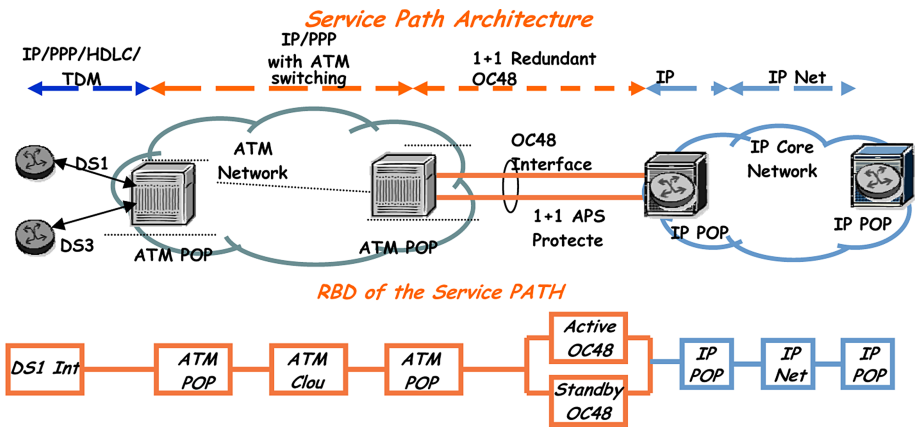 Service Path Architecture
IP/PPP/HDLC/
TDM
IP/PPP
with ATM
switching
1+1 Redundant
OC48
IP
IP Net
DS1
DS3
ATM
Network
ATM POP
ATM POP
OC48
Interface
1+1 APS
Protecte
IP POP
IP Core
Network
IP POP
RBD of the Service PATH
DS1 Int
ATM
POP
ATM
Clou
ATM
POP
Active
OC48
Standby
OC48
IP
POP
IP
Net
IP
POP